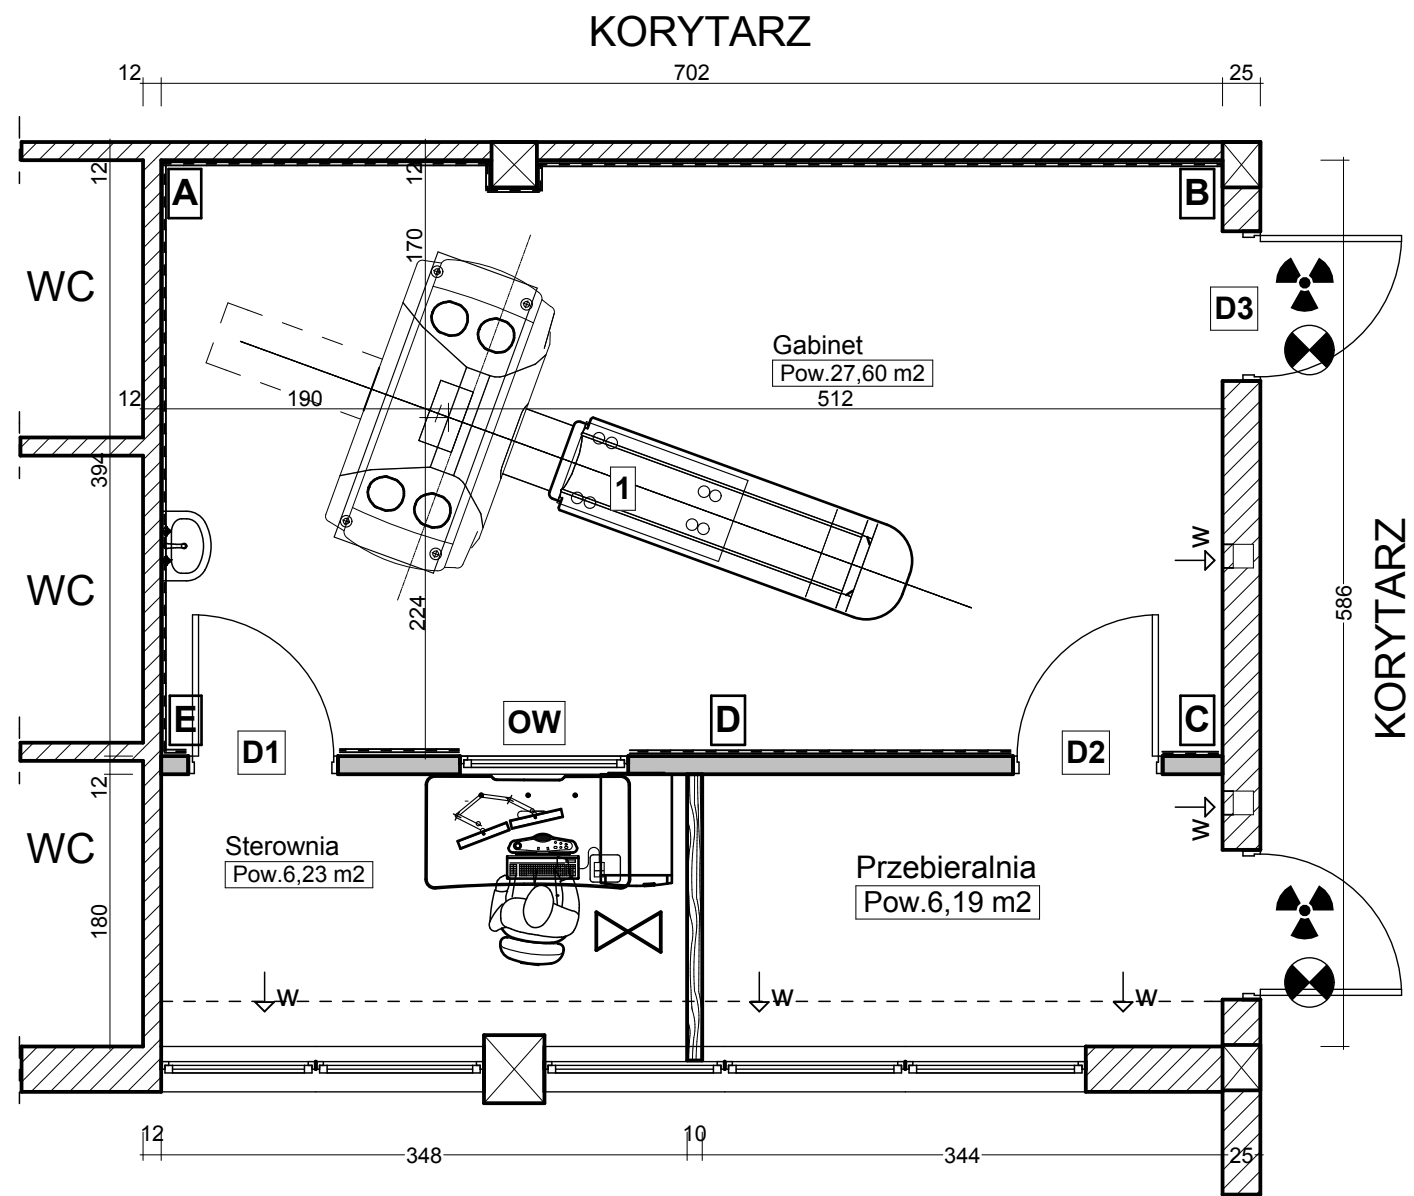 KORYTARZ
12
702
25
12
12
A
B
170
WC
D3
Gabinet
Pow.27,60 m2
12
190
512
394
1
W
WC
224
586
KORYTARZ
E
OW
D
C
D1
D2
12
W
WC
Sterownia
Pow.6,23 m2
Przebieralnia
Pow.6,19 m2
180
W
W
W
12
348
10
344
25